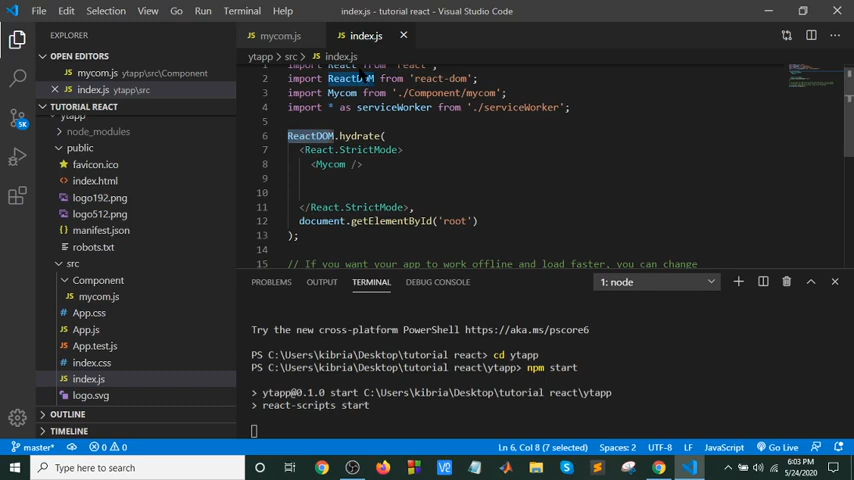 File Edit Selection View Go Run Terminal Help
index.js - tutorial react - Visual Studio Code
EXPLORER
OPEN EDITORS
mycom.js ytapp\src\Component
index.js ytapp\src
TUTORIAL REACT
ytapp
node_modules
public
favicon.ico
index.html
logo192.png
logo512.png
manifest.json
robots.txt
src
Component
mycom.js
App.css
App.js
App.test.js
index.css
index.js
logo.svg
OUTLINE
TIMELINE
5K
mycom.js
index.js
ytapp > src > index.js
1 import React from 'react';
2 import ReactDOM from 'react-dom';
3 import Mycom from './Component/mycom';
4 import * as serviceWorker from './serviceWorker';
5
6 ReactDOM.hydrate(
7 <React.StrictMode>
8 <Mycom />
9
10
11 </React.StrictMode>,
12 document.getElementById('root')
13 );
14
15 // If you want your app to work offline and load faster, you can change
PROBLEMS OUTPUT TERMINAL DEBUG CONSOLE
1: node
Try the new cross-platform PowerShell https://aka.ms/pscore6
PS C:\Users\kibria\Desktop\tutorial react> cd ytapp
PS C:\Users\kibria\Desktop\tutorial react\ytapp> npm start
> ytapp@0.1.0 start C:\Users\kibria\Desktop\tutorial react\ytapp
> react-scripts start
master* 0 0
Ln 6, Col 8 (7 selected) Spaces: 2 UTF-8 LF JavaScript Go Live
Type here to search
6:03 PM
5/24/2020